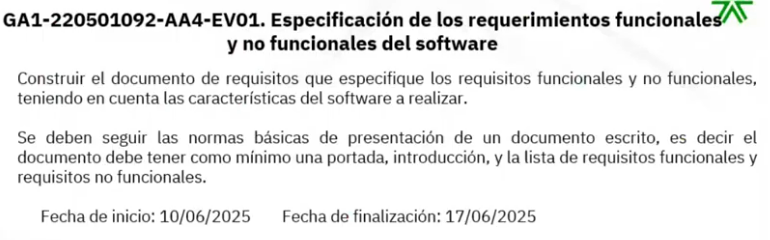 GA1-220501092-AA4-EV01. Especificación de los requerimientos funcionales
y no funcionales del software
Construir el documento de requisitos que especifique los requisitos funcionales y no funcionales,
teniendo en cuenta las características del software a realizar.
Se deben seguir las normas básicas de presentación de un documento escrito, es decir el
documento debe tener como mínimo una portada, introducción, y la lista de requisitos funcionales y
requisitos no funcionales.
Fecha de inicio: 10/06/2025 Fecha de finalización: 17/06/2025